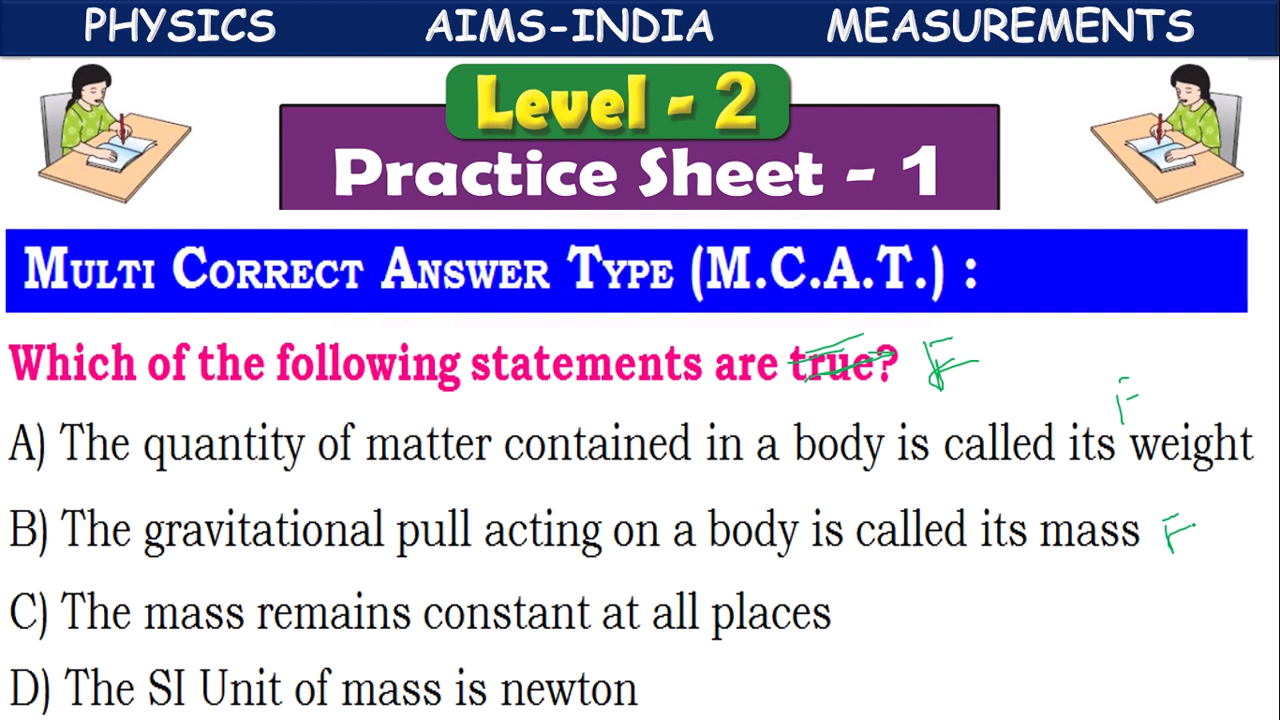 PHYSICS AIMS-INDIA MEASUREMENTS
Level - 2
Practice Sheet - 1
MULTI CORRECT ANSWER TYPE (M.C.A.T.) :
Which of the following statements are true? F
F
A) The quantity of matter contained in a body is called its weight
B) The gravitational pull acting on a body is called its mass F
C) The mass remains constant at all places
D) The SI Unit of mass is newton